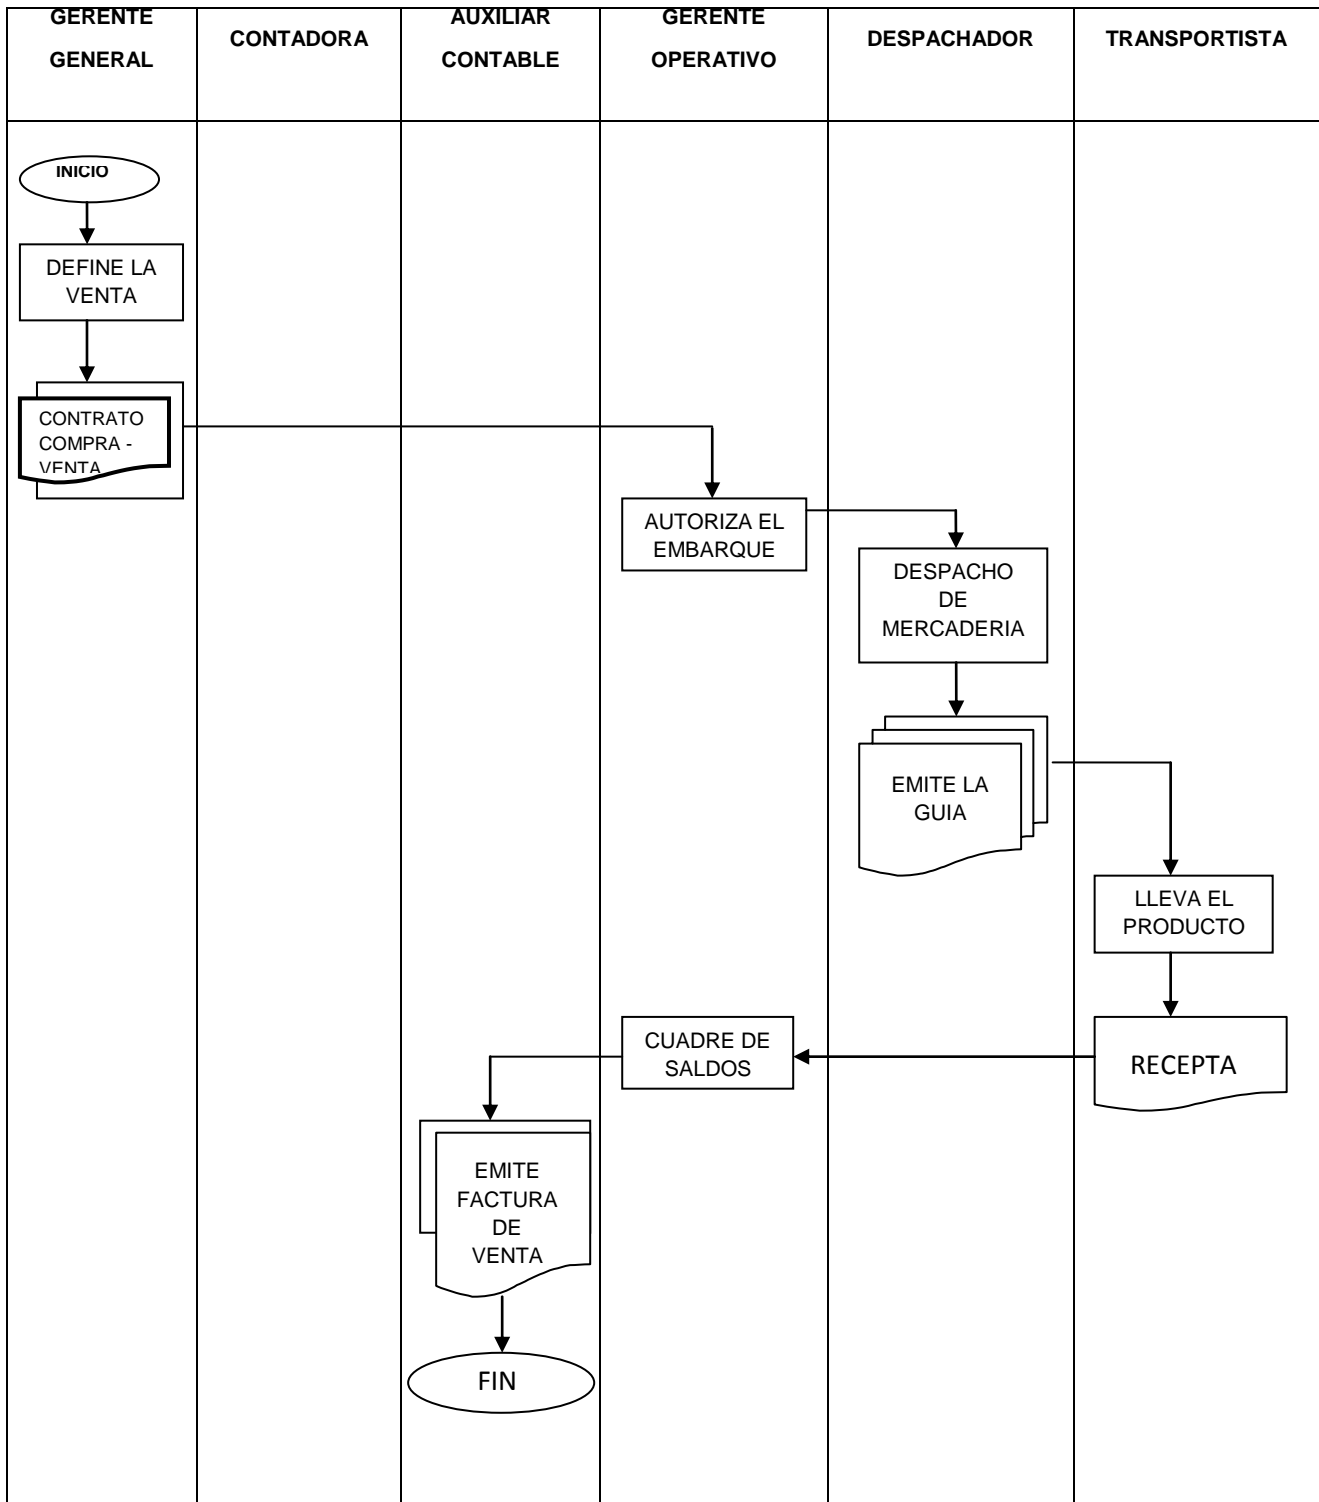 GERENTE
GENERAL
CONTADORA
AUXILIAR
CONTABLE
GERENTE
OPERATIVO
DESPACHADOR
TRANSPORTISTA
INICIO
DEFINE LA
VENTA
CONTRATO
COMPRA -
VENTA
AUTORIZA EL
EMBARQUE
DESPACHO
DE
MERCADERIA
EMITE LA
GUIA
LLEVA EL
PRODUCTO
RECEPTA
CUADRE DE
SALDOS
EMITE
FACTURA
DE
VENTA
FIN